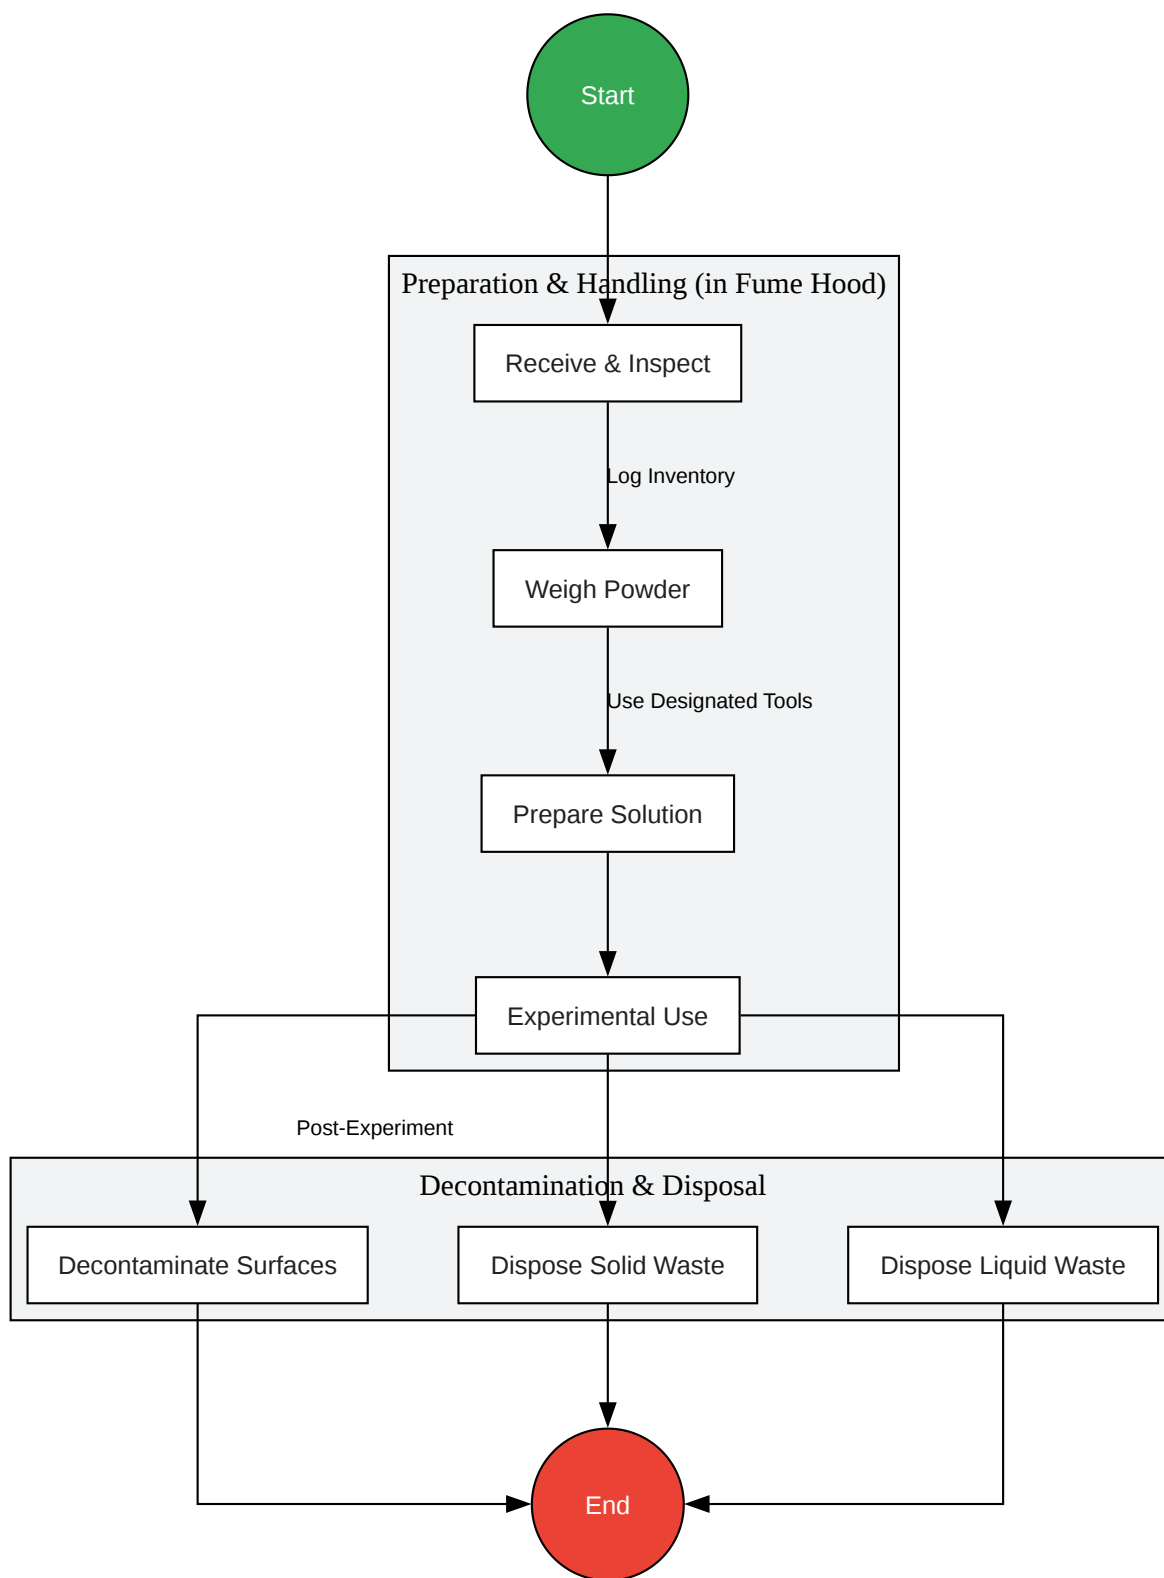 Start
Preparation & Handling (in Fume Hood)
Receive & Inspect
Log Inventory
Weigh Powder
Use Designated Tools
Prepare Solution
Experimental Use
Post-Experiment
Decontamination & Disposal
Decontaminate Surfaces
Dispose Solid Waste
Dispose Liquid Waste
End